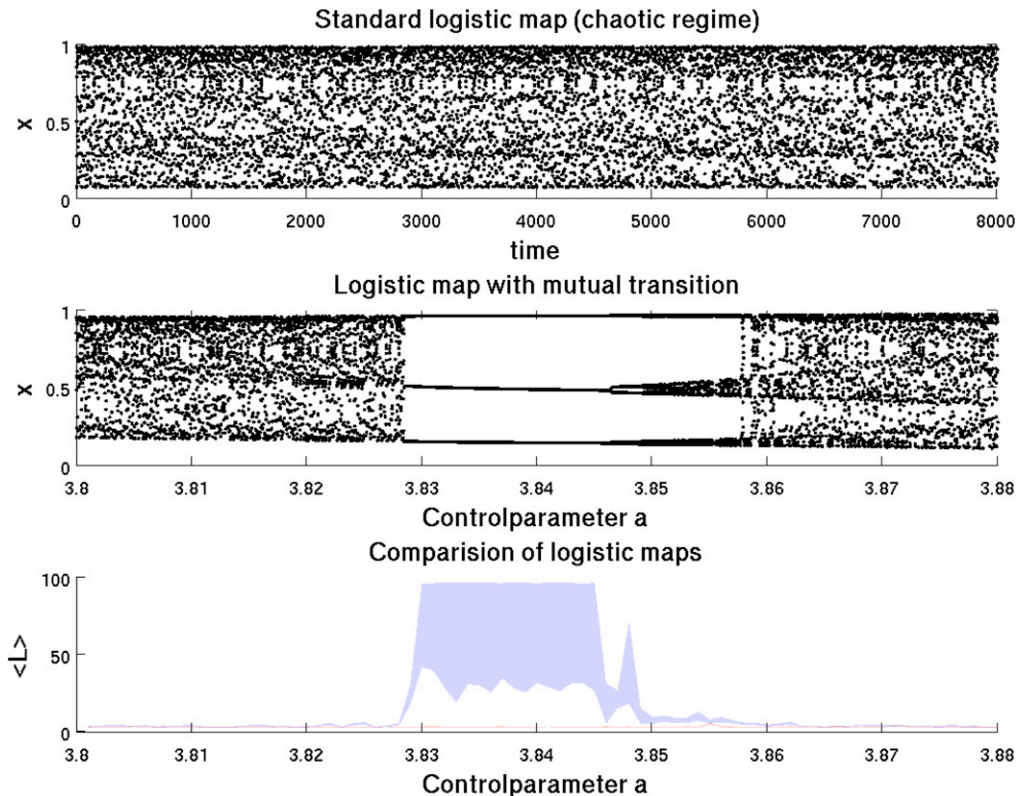 Standard logistic map (chaotic regime)
1
0.5
0
x
0 1000 2000 3000 4000 5000 6000 7000 8000
time
Logistic map with mutual transition
1
0.5
0
x
3.8 3.81 3.82 3.83 3.84 3.85 3.86 3.87 3.88
Controlparameter a
Comparision of logistic maps
100
50
0
<L>
3.8 3.81 3.82 3.83 3.84 3.85 3.86 3.87 3.88
Controlparameter a